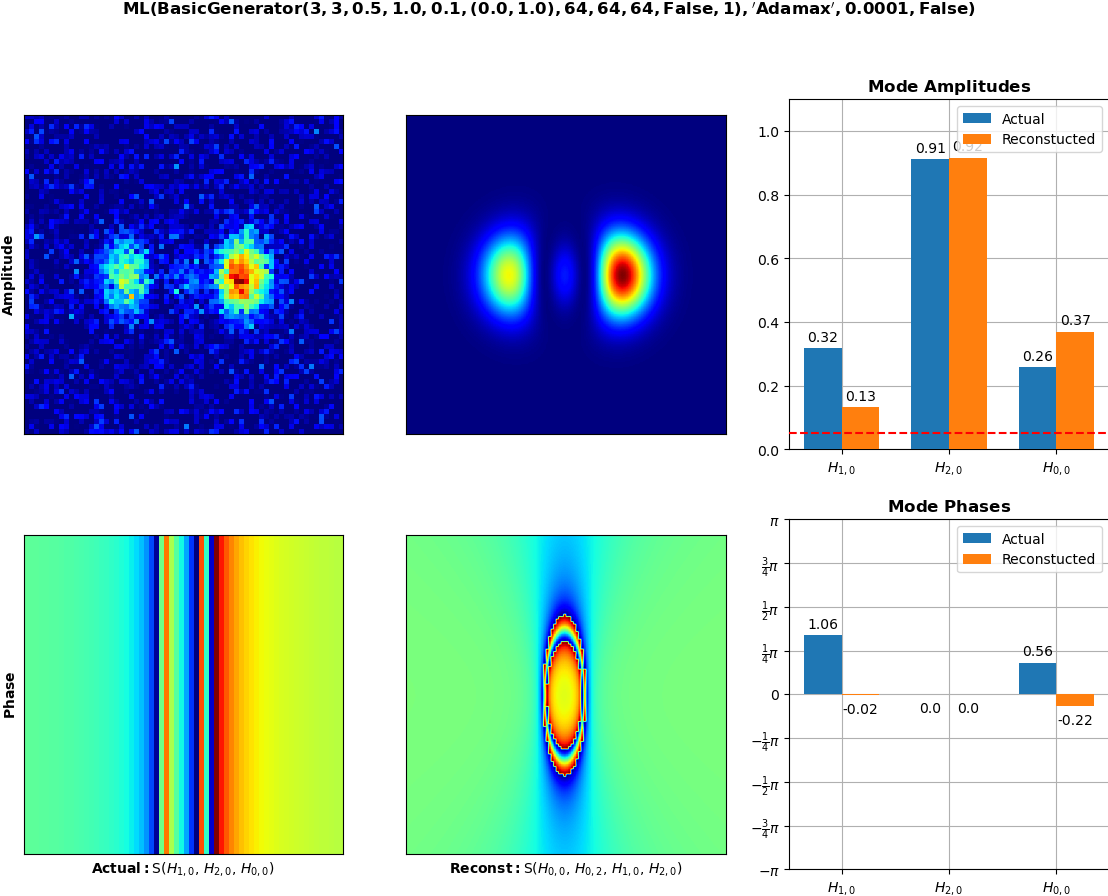 ML(BasicGenerator(3, 3, 0.5, 1.0, 0.1, (0.0, 1.0), 64, 64, 64, False, 1), ′Adamax′, 0.0001, False)
Amplitude
Mode Amplitudes
Actual
Reconstucted
1.0
0.8
0.6
0.4
0.2
0.0
0.32
0.13
0.91
0.92
0.26
0.37
H1,0
H2,0
H0,0
Phase
Actual: S(H1,0, H2,0, H0,0)
Reconst: S(H0,0, H0,2, H1,0, H2,0)
Mode Phases
Actual
Reconstucted
π
3/4π
1/2π
1/4π
0
−1/4π
−1/2π
−3/4π
−π
1.06
-0.02
0.0
0.0
0.56
-0.22
H1,0
H2,0
H0,0